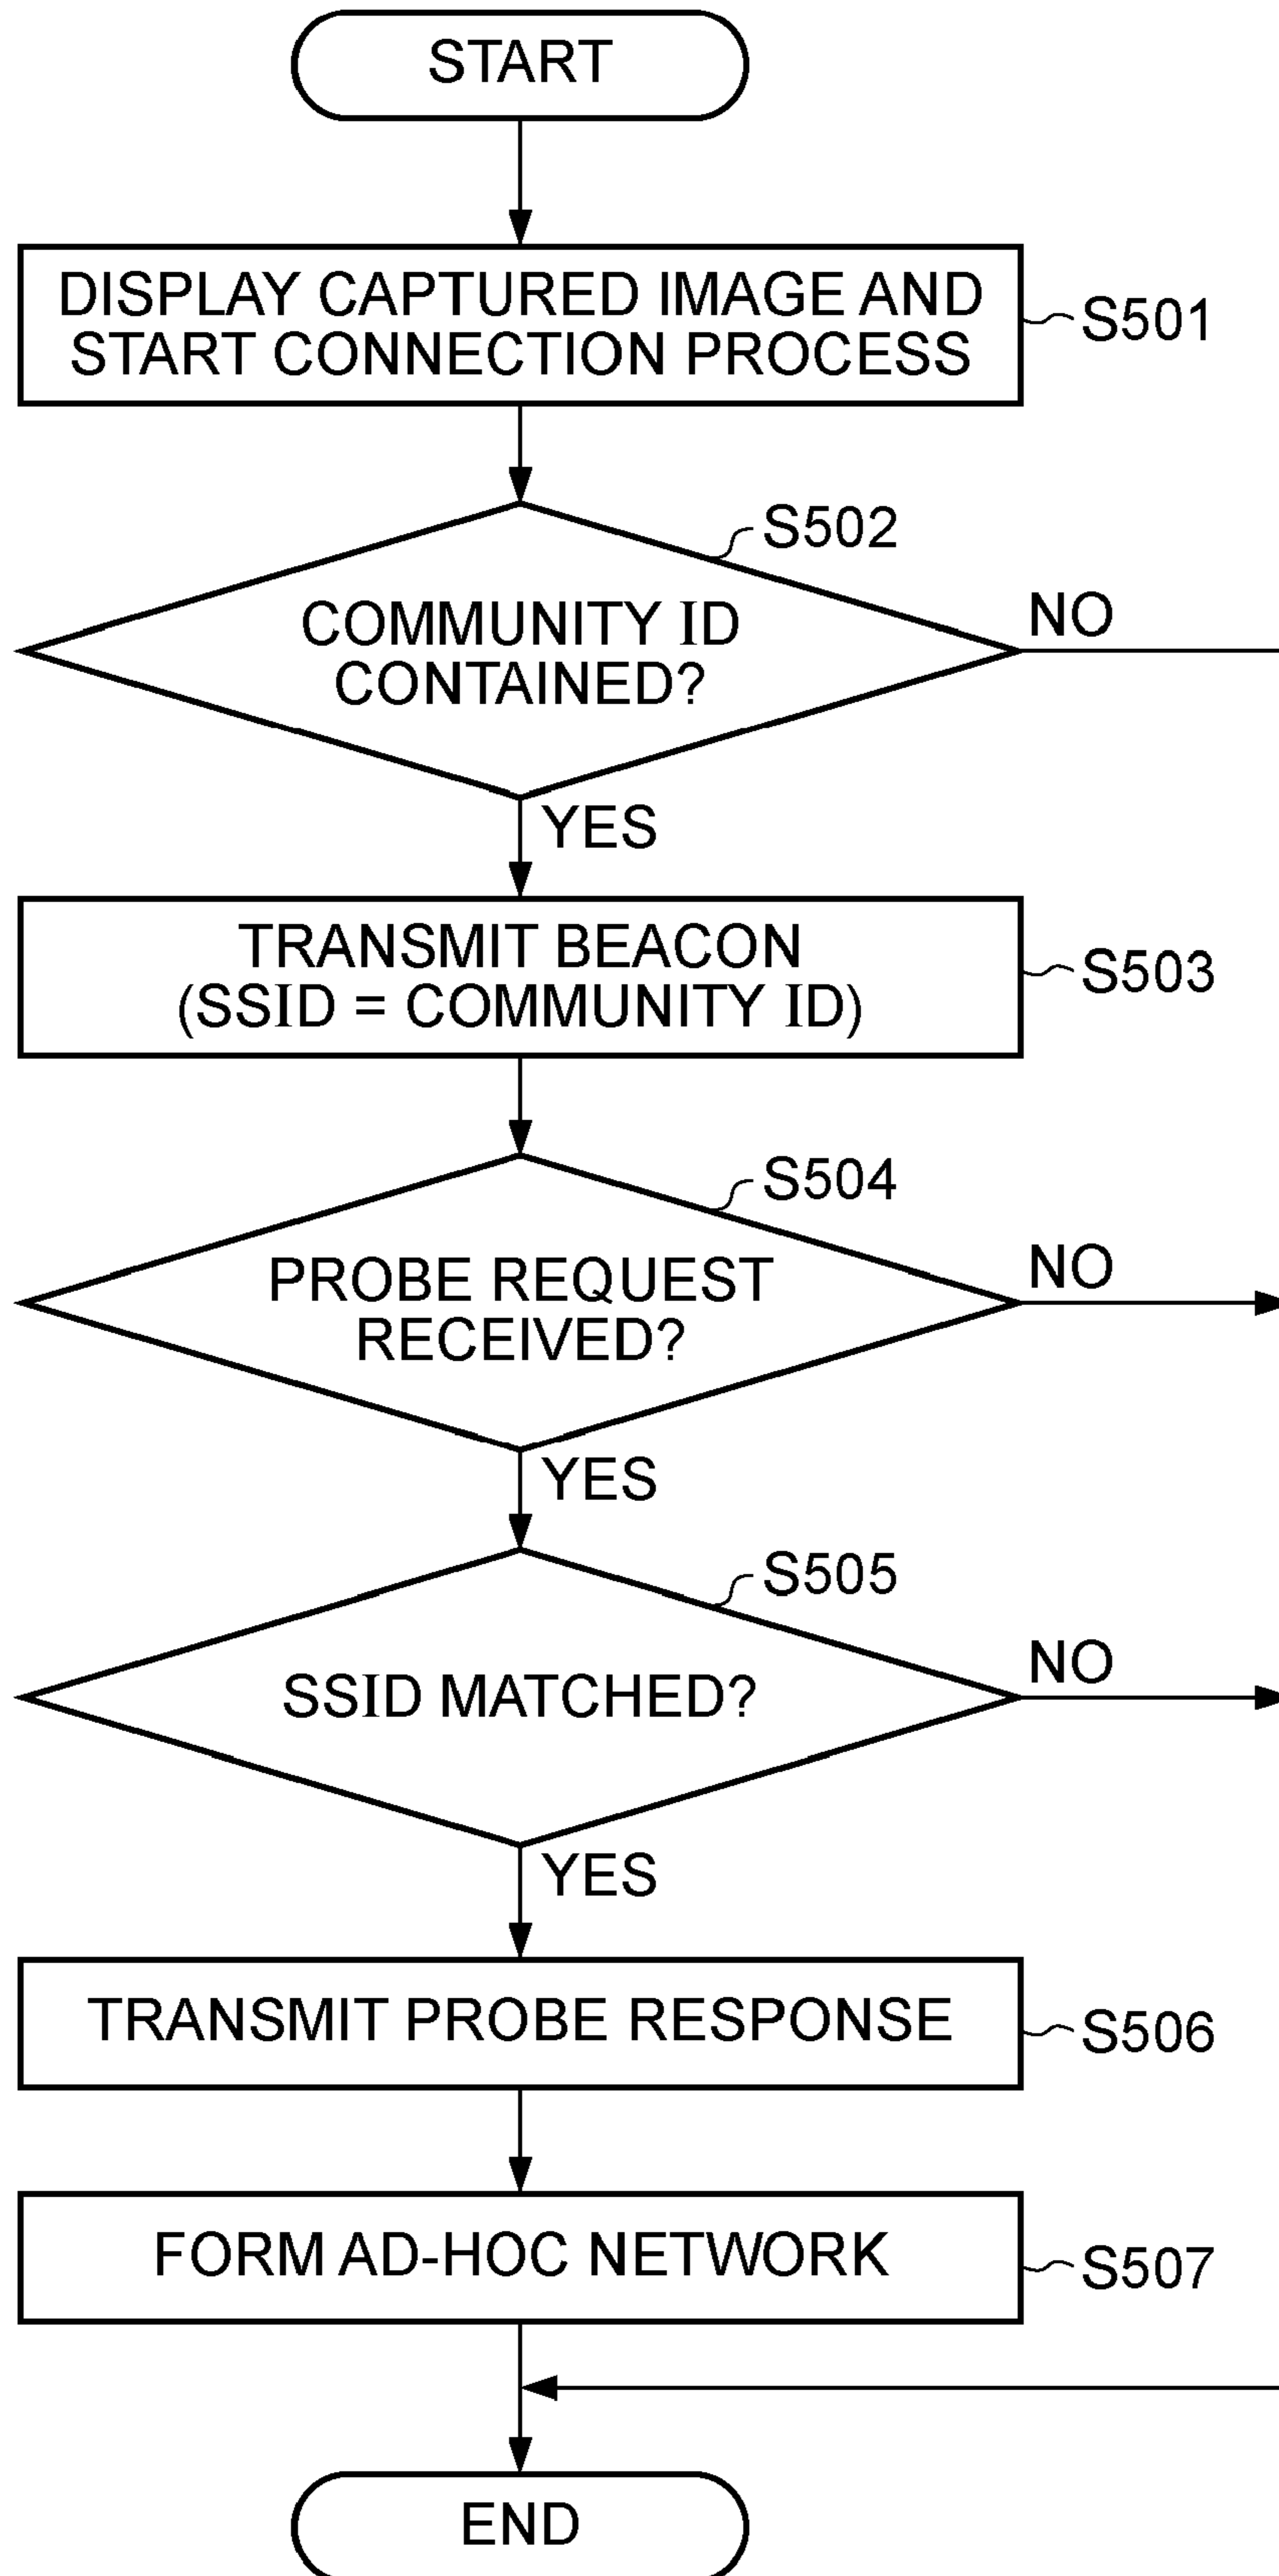 START
DISPLAY CAPTURED IMAGE AND
START CONNECTION PROCESS
S501
S502
COMMUNITY ID
CONTAINED?
NO
YES
TRANSMIT BEACON
(SSID = COMMUNITY ID)
S503
S504
PROBE REQUEST
RECEIVED?
NO
YES
S505
SSID MATCHED?
NO
YES
TRANSMIT PROBE RESPONSE
S506
FORM AD-HOC NETWORK
S507
END